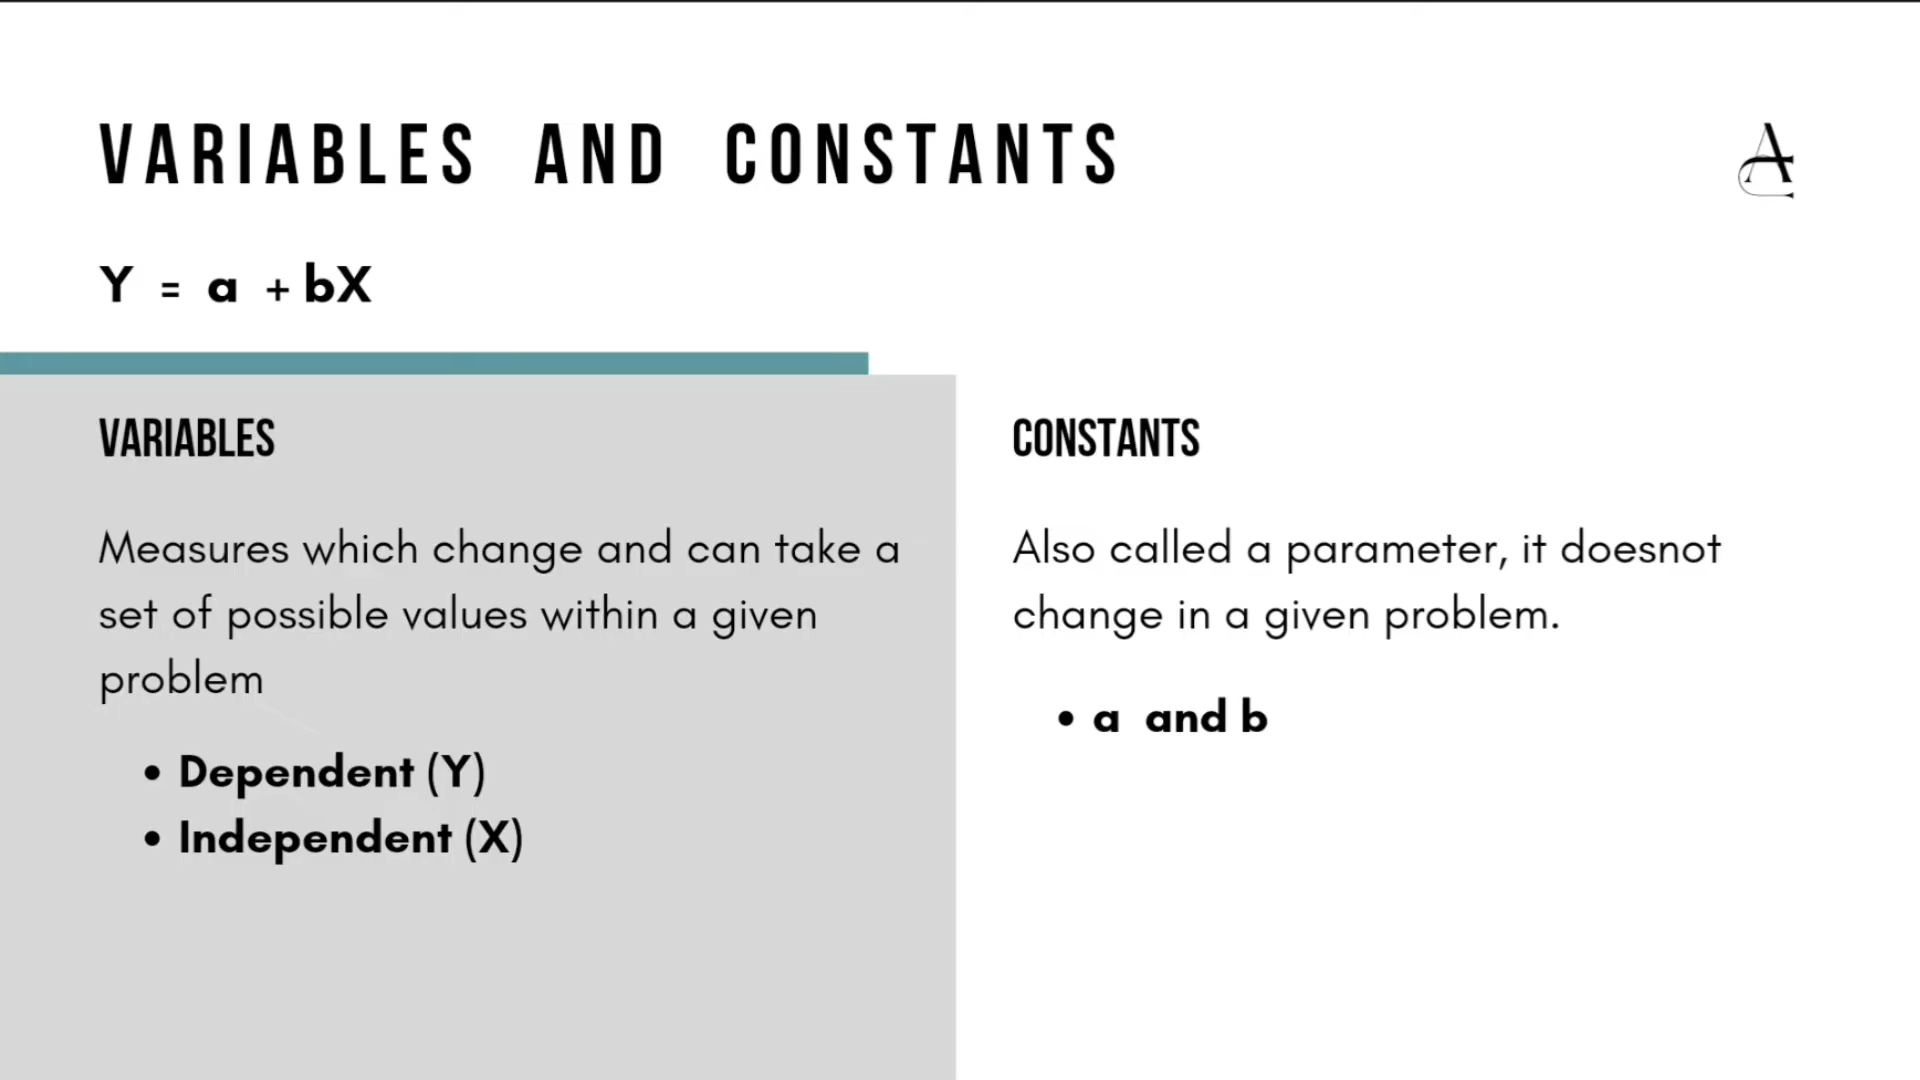 VARIABLES AND CONSTANTS
Y = a + bX
VARIABLES
Measures which change and can take a
set of possible values within a given
problem
• Dependent (Y)
• Independent (X)
CONSTANTS
Also called a parameter, it doesnot
change in a given problem.
• a and b
A